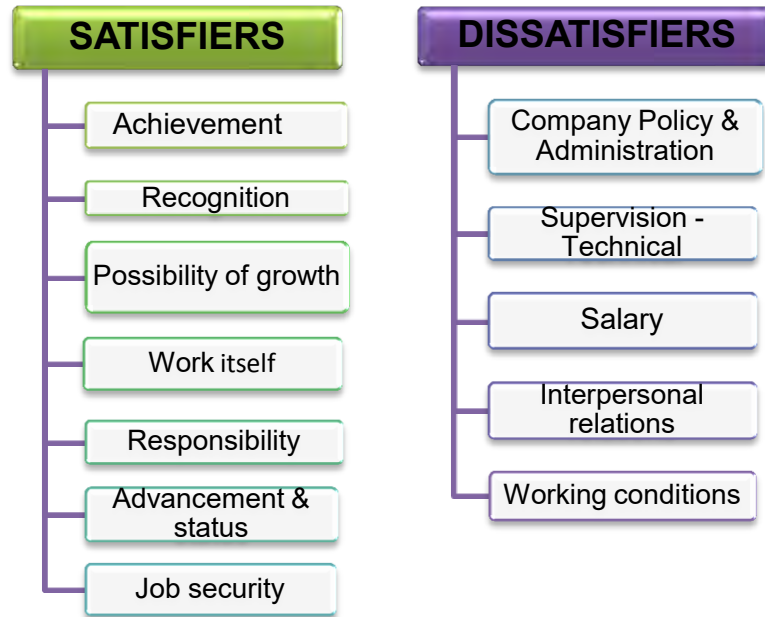 SATISFIERS
Achievement
Recognition
Possibility of growth
Work itself
Responsibility
Advancement &
status
Job security
DISSATISFIERS
Company Policy &
Administration
Supervision -
Technical
Salary
Interpersonal
relations
Working conditions